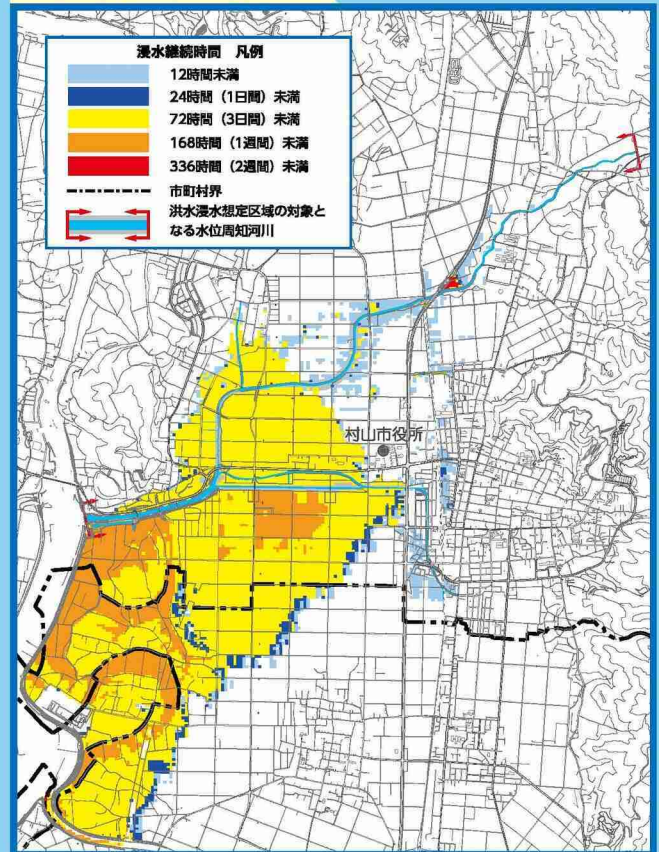 浸水継続時間 凡例
12時間未満
24時間（1日間）未満
72時間（3日間）未満
168時間（1週間）未満
336時間（2週間）未満
市町村界
洪水浸水想定区域の対象と
なる水位周知河川
村山市役所